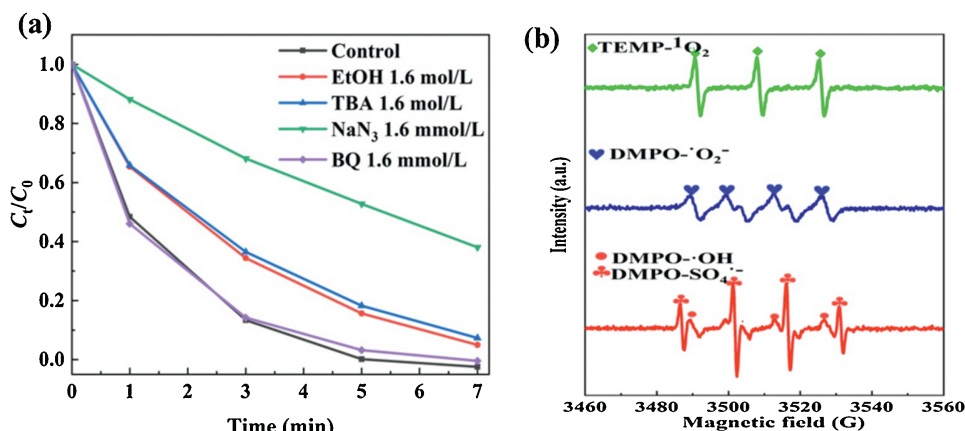 (a)
1.0
0.8
0.6
0.4
0.2
0.0
Cₜ/C₀
0 1 2 3 4 5 6 7
Time (min)
Control
EtOH 1.6 mol/L
TBA 1.6 mol/L
NaN₃ 1.6 mmol/L
BQ 1.6 mmol/L
(b)
TEMP-¹O₂
DMPO-·O₂⁻
DMPO-·OH
DMPO-SO₄·⁻
Intensity (a.u.)
3460 3480 3500 3520 3540 3560
Magnetic field (G)